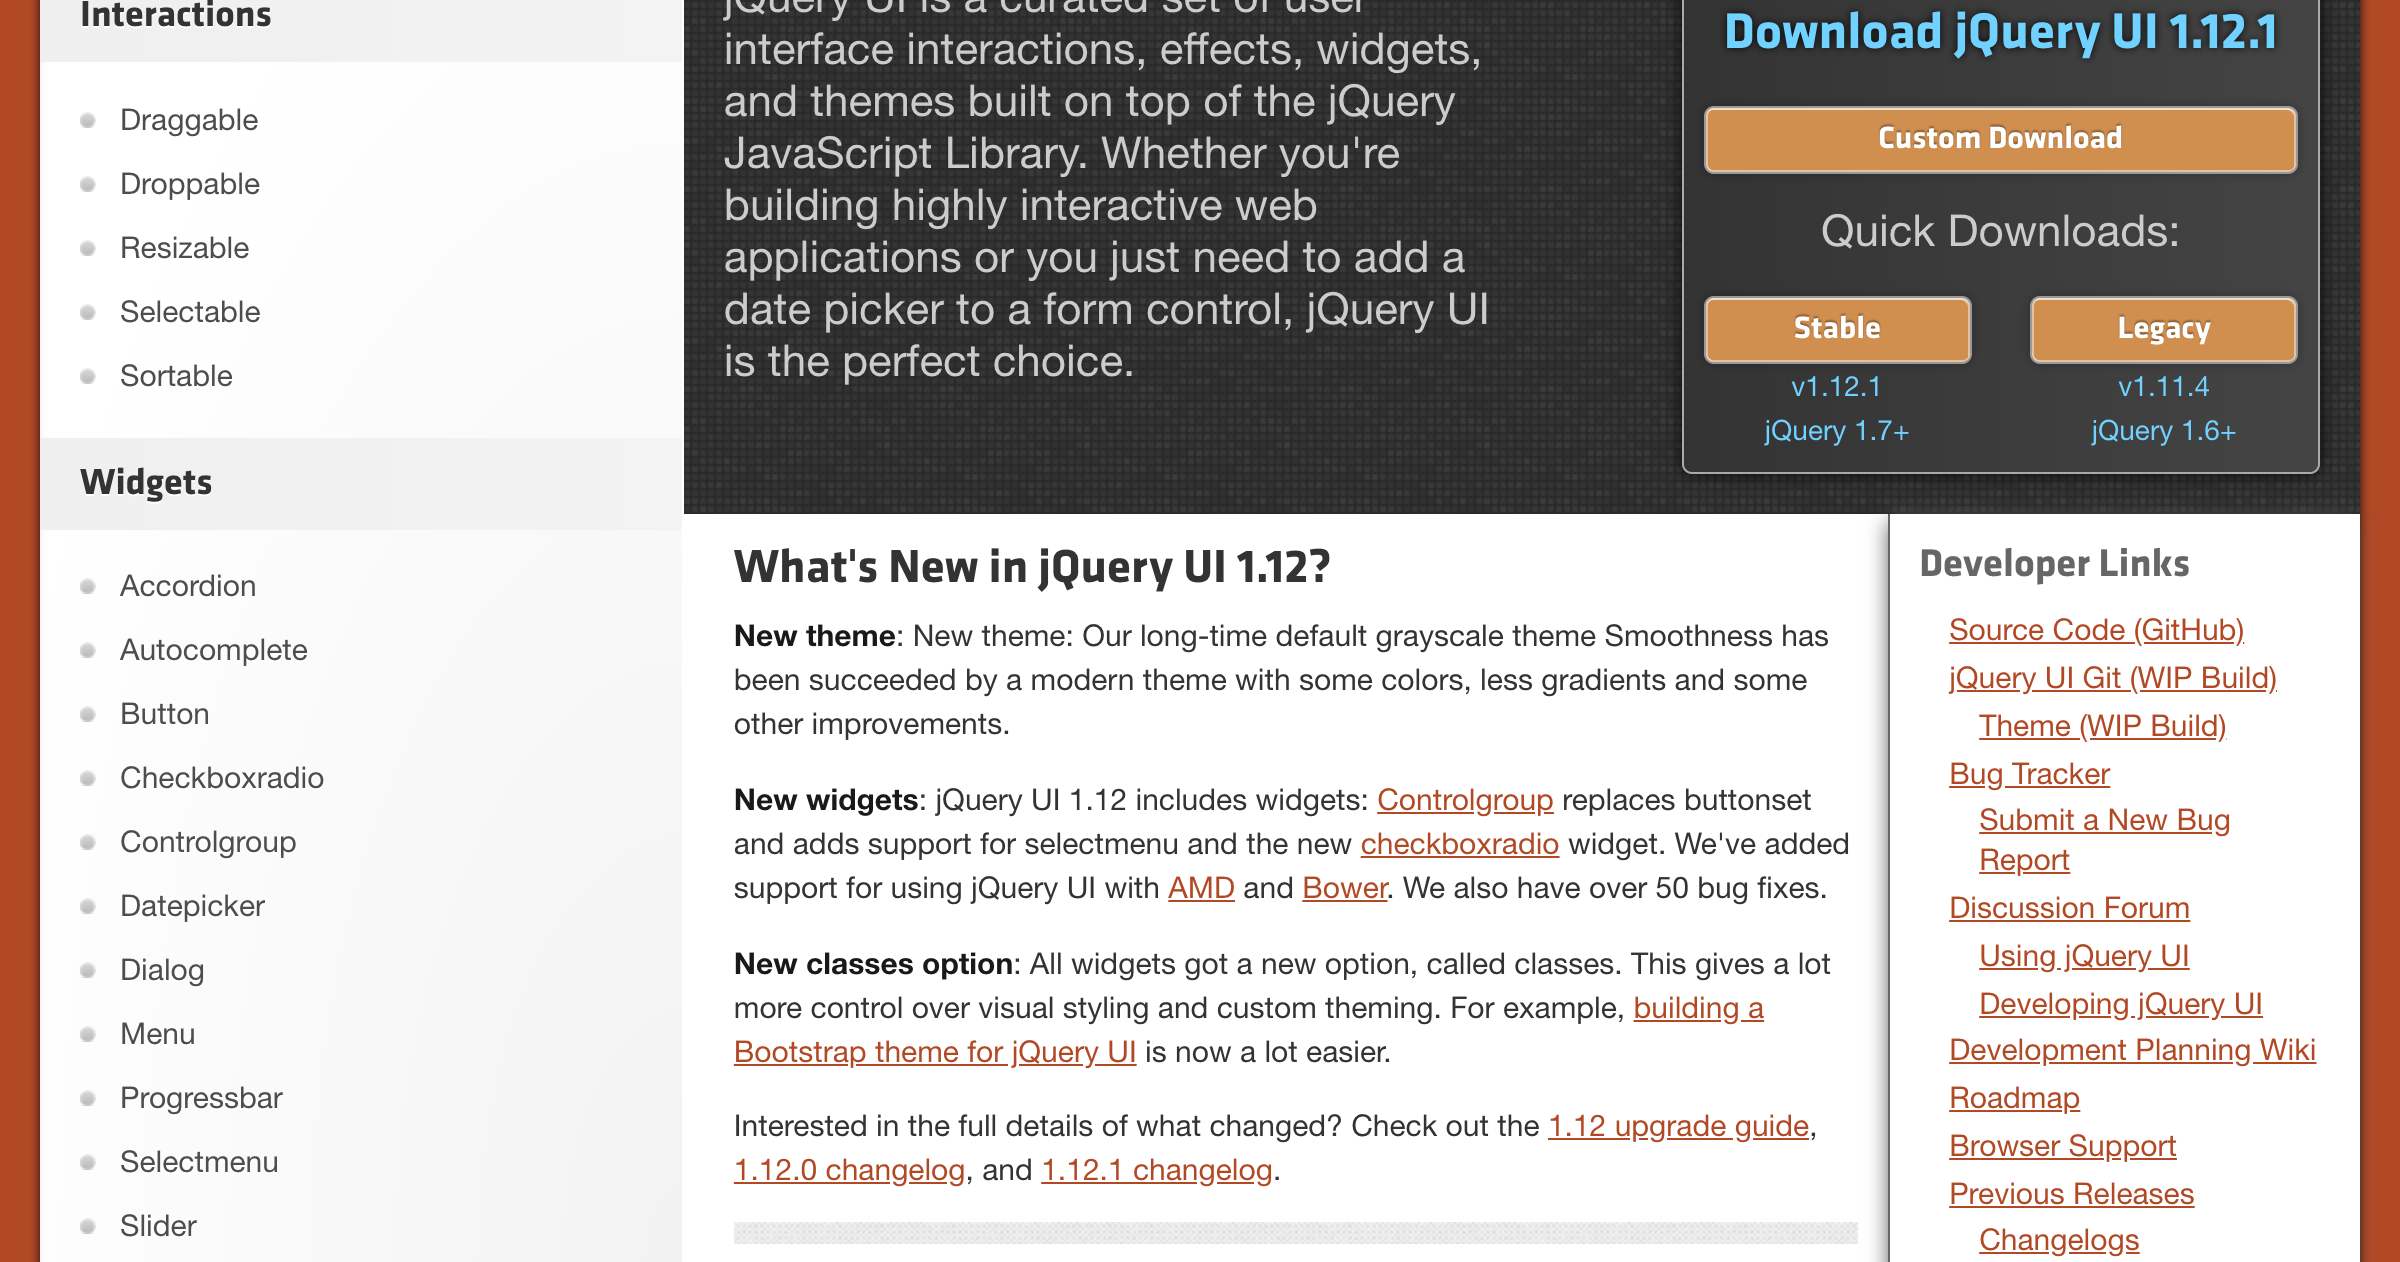 Interactions
Draggable
Droppable
Resizable
Selectable
Sortable
Widgets
Accordion
Autocomplete
Button
Checkboxradio
Controlgroup
Datepicker
Dialog
Menu
Progressbar
Selectmenu
Slider
jQuery UI is a curated set of user
interface interactions, effects, widgets,
and themes built on top of the jQuery
JavaScript Library. Whether you're
building highly interactive web
applications or you just need to add a
date picker to a form control, jQuery UI
is the perfect choice.
Download jQuery UI 1.12.1
Custom Download
Quick Downloads:
Stable
v1.12.1
jQuery 1.7+
Legacy
v1.11.4
jQuery 1.6+
What's New in jQuery UI 1.12?
New theme: New theme: Our long-time default grayscale theme Smoothness has
been succeeded by a modern theme with some colors, less gradients and some
other improvements.
New widgets: jQuery UI 1.12 includes widgets: Controlgroup replaces buttonset
and adds support for selectmenu and the new checkboxradio widget. We've added
support for using jQuery UI with AMD and Bower. We also have over 50 bug fixes.
New classes option: All widgets got a new option, called classes. This gives a lot
more control over visual styling and custom theming. For example, building a
Bootstrap theme for jQuery UI is now a lot easier.
Interested in the full details of what changed? Check out the 1.12 upgrade guide,
1.12.0 changelog, and 1.12.1 changelog.
Developer Links
Source Code (GitHub)
jQuery UI Git (WIP Build)
Theme (WIP Build)
Bug Tracker
Submit a New Bug
Report
Discussion Forum
Using jQuery UI
Developing jQuery UI
Development Planning Wiki
Roadmap
Browser Support
Previous Releases
Changelogs